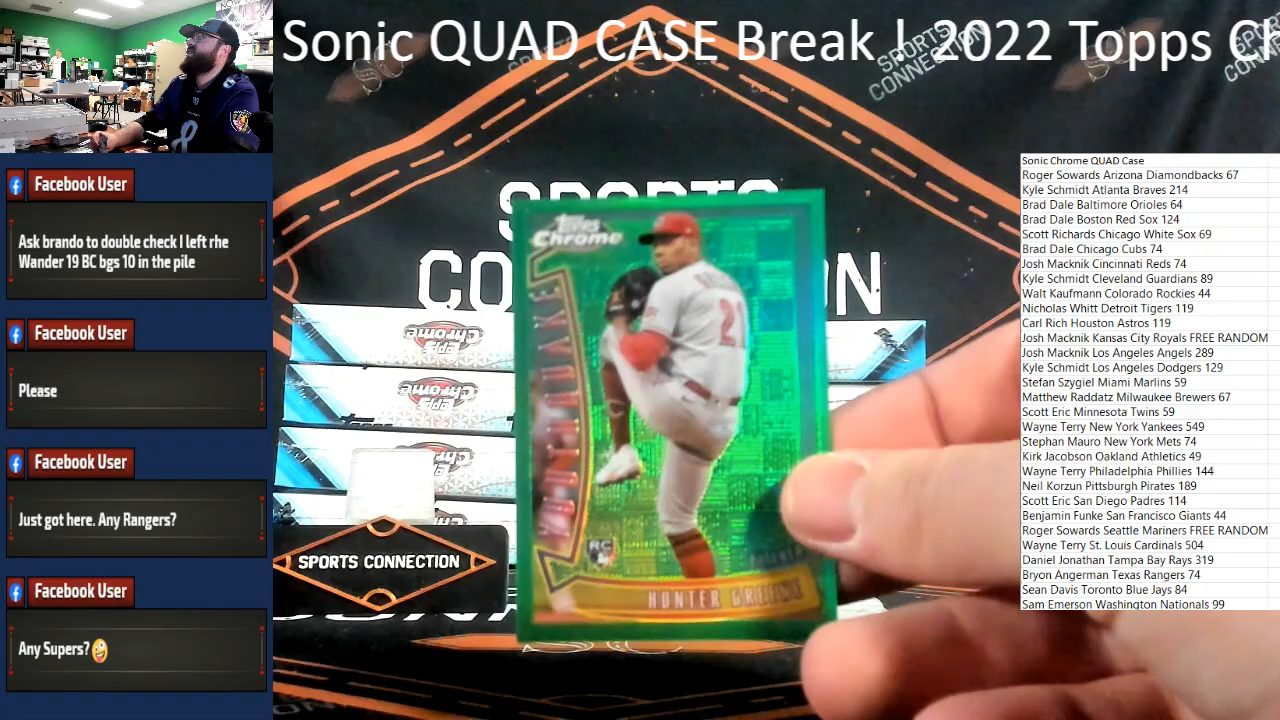 Sonic QUAD CASE Break | 2022 Topps Ch
SPORTS
CONNECTION
Facebook User
Ask brando to double check I left rhe
Wander 19 BC bgs 10 in the pile
Facebook User
Please
Facebook User
Just got here. Any Rangers?
Facebook User
Any Supers?🤪
SPORTS
Topps
Chrome
21
RC
HUNTER GREENE
Chrome
Chrome
SPORTS CONNECTION
Sonic Chrome QUAD Case
Roger Sowards Arizona Diamondbacks 67
Kyle Schmidt Atlanta Braves 214
Brad Dale Baltimore Orioles 64
Brad Dale Boston Red Sox 124
Scott Richards Chicago White Sox 69
Brad Dale Chicago Cubs 74
Josh Macknik Cincinnati Reds 74
Kyle Schmidt Cleveland Guardians 89
Walt Kaufmann Colorado Rockies 44
Nicholas Whitt Detroit Tigers 119
Carl Rich Houston Astros 119
Josh Macknik Kansas City Royals FREE RANDOM
Josh Macknik Los Angeles Angels 289
Kyle Schmidt Los Angeles Dodgers 129
Stefan Szygiel Miami Marlins 59
Matthew Raddatz Milwaukee Brewers 67
Scott Eric Minnesota Twins 59
Wayne Terry New York Yankees 549
Stephan Mauro New York Mets 74
Kirk Jacobson Oakland Athletics 49
Wayne Terry Philadelphia Phillies 144
Neil Korzun Pittsburgh Pirates 189
Scott Eric San Diego Padres 114
Benjamin Funke San Francisco Giants 44
Roger Sowards Seattle Mariners FREE RANDOM
Wayne Terry St. Louis Cardinals 504
Daniel Jonathan Tampa Bay Rays 319
Bryon Angerman Texas Rangers 74
Sean Davis Toronto Blue Jays 84
Sam Emerson Washington Nationals 99